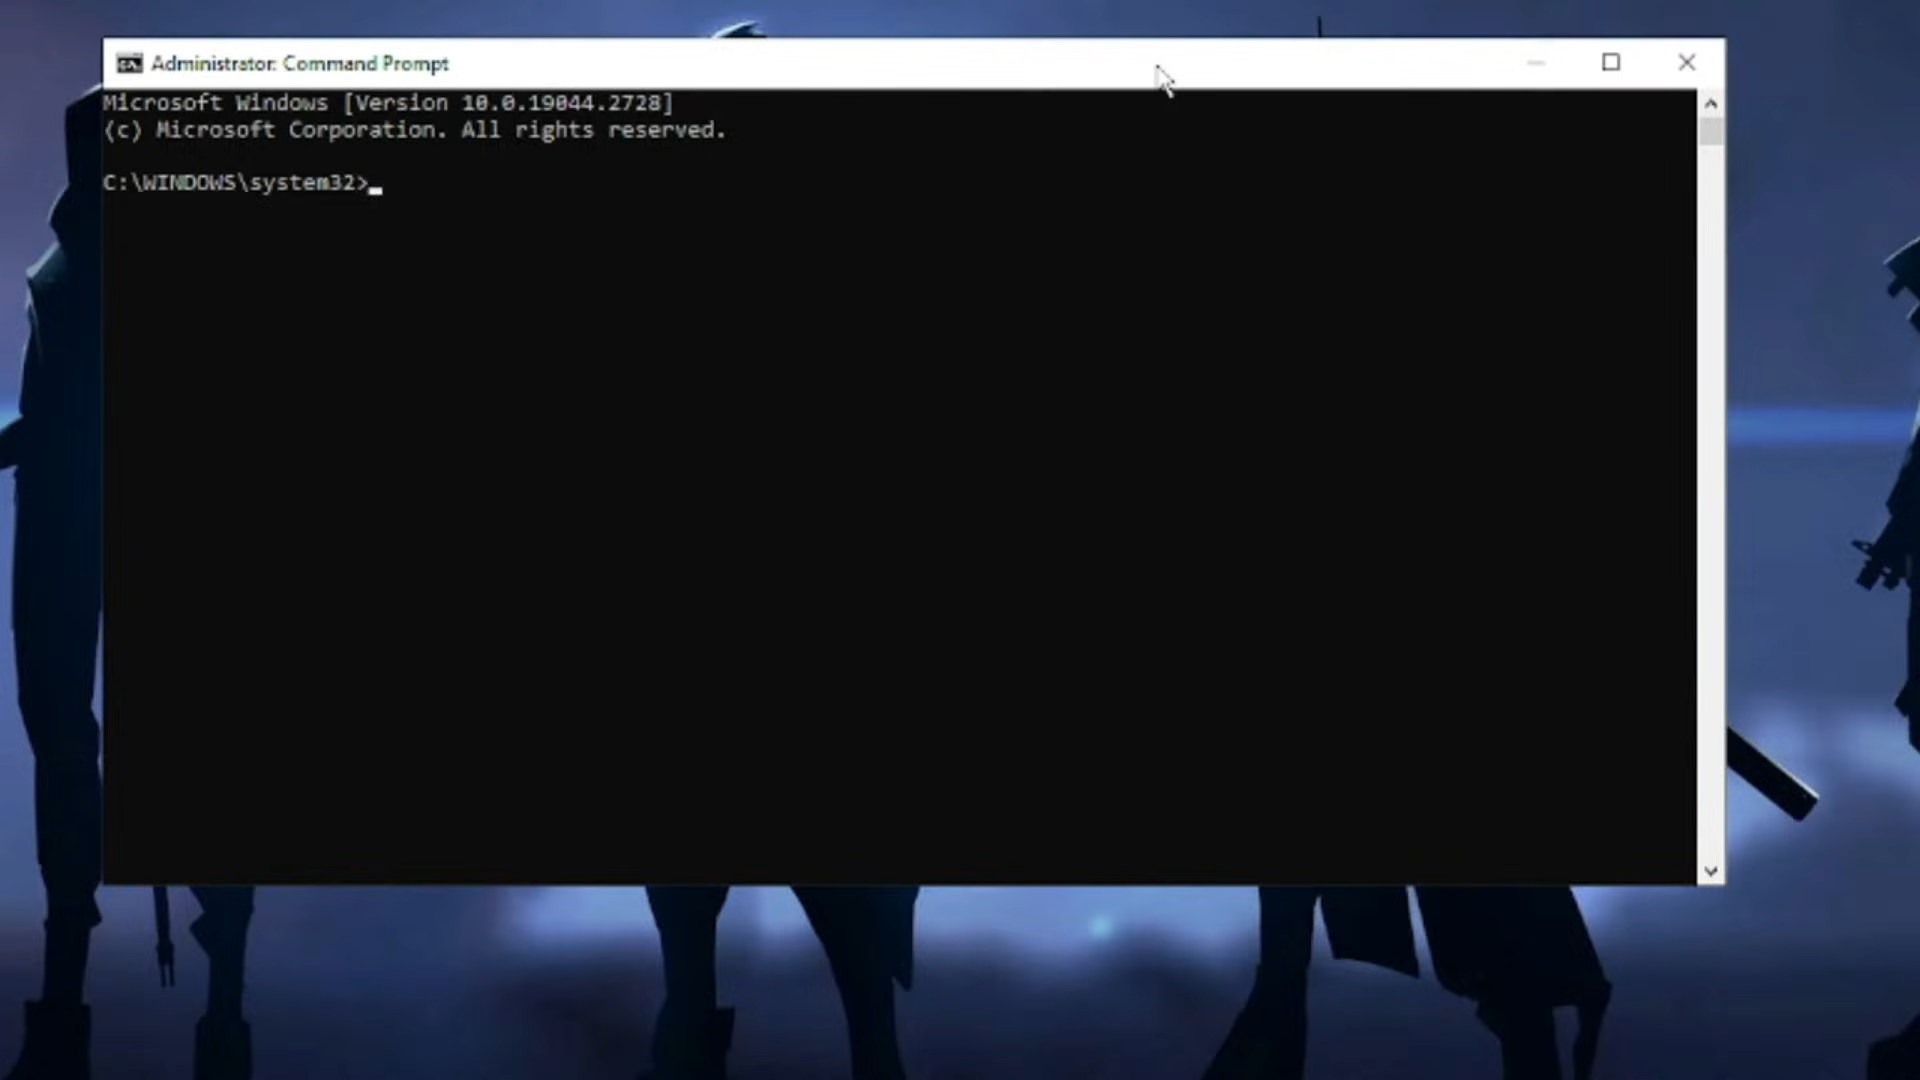 Administrator: Command Prompt
Microsoft Windows [Version 10.0.19044.2728]
(c) Microsoft Corporation. All rights reserved.
C:\WINDOWS\system32>